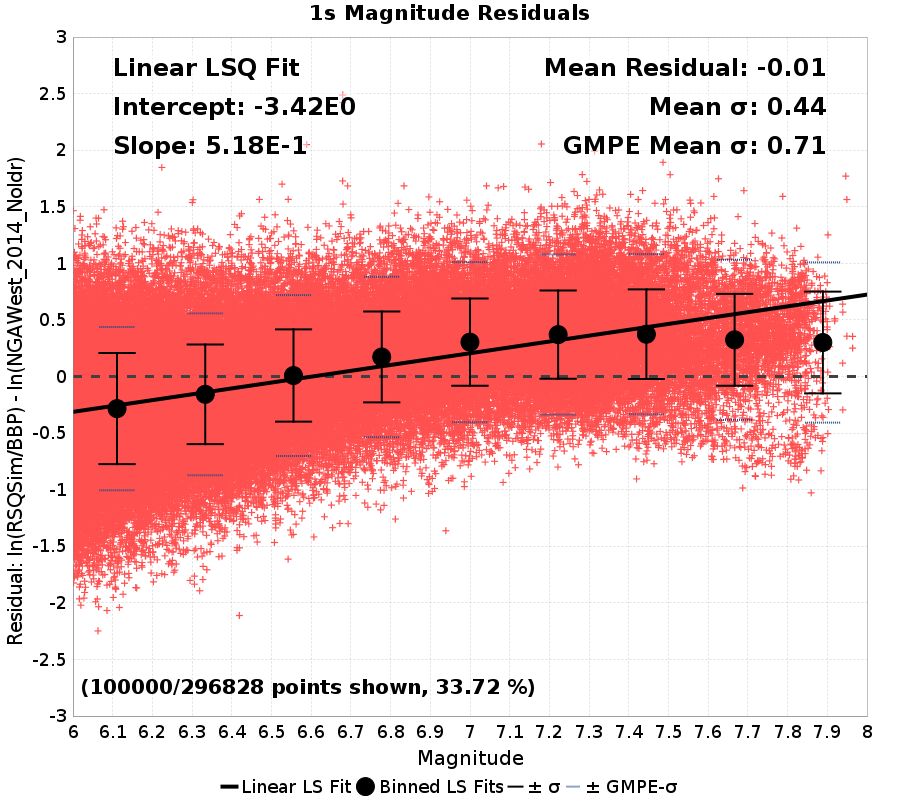 1s Magnitude Residuals
Linear LSQ Fit
Intercept: -3.42E0
Slope: 5.18E-1
Mean Residual: -0.01
Mean σ: 0.44
GMPE Mean σ: 0.71
Residual: ln(RSQSim/BBP) - ln(NGAWest_2014_NoIdr)
3
2.5
2
1.5
1
0.5
0
-0.5
-1
-1.5
-2
-2.5
-3
(100000/296828 points shown, 33.72 %)
6 6.1 6.2 6.3 6.4 6.5 6.6 6.7 6.8 6.9 7 7.1 7.2 7.3 7.4 7.5 7.6 7.7 7.8 7.9 8
Magnitude
Linear LS Fit Binned LS Fits ± σ ± GMPE-σ